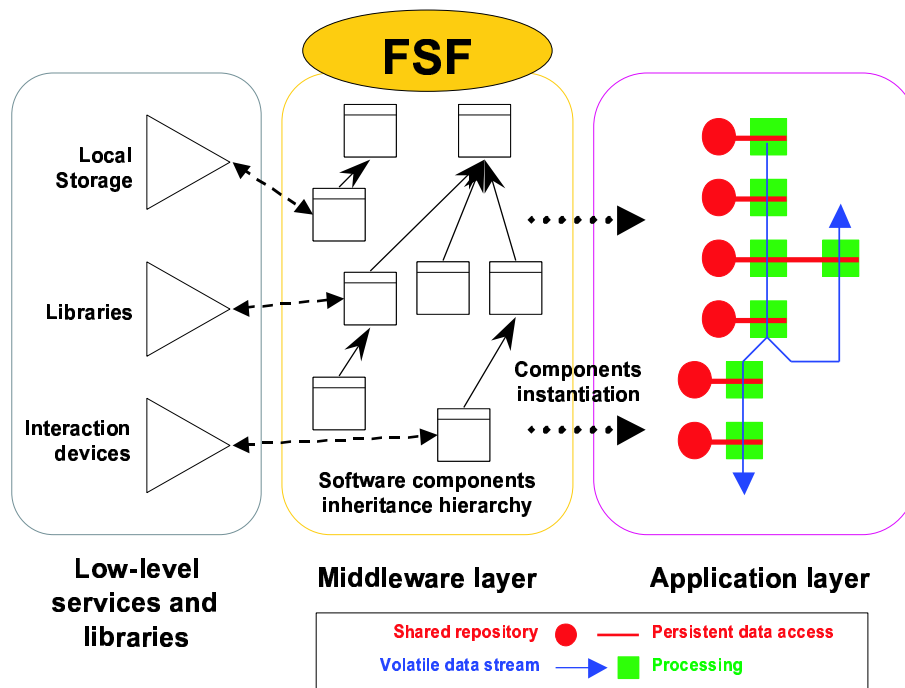 FSF
Local
Storage
Libraries
Interaction
devices
Components
instantiation
Software components
inheritance hierarchy
Low-level
services and
libraries
Middleware layer
Application layer
Shared repository
Persistent data access
Volatile data stream
Processing